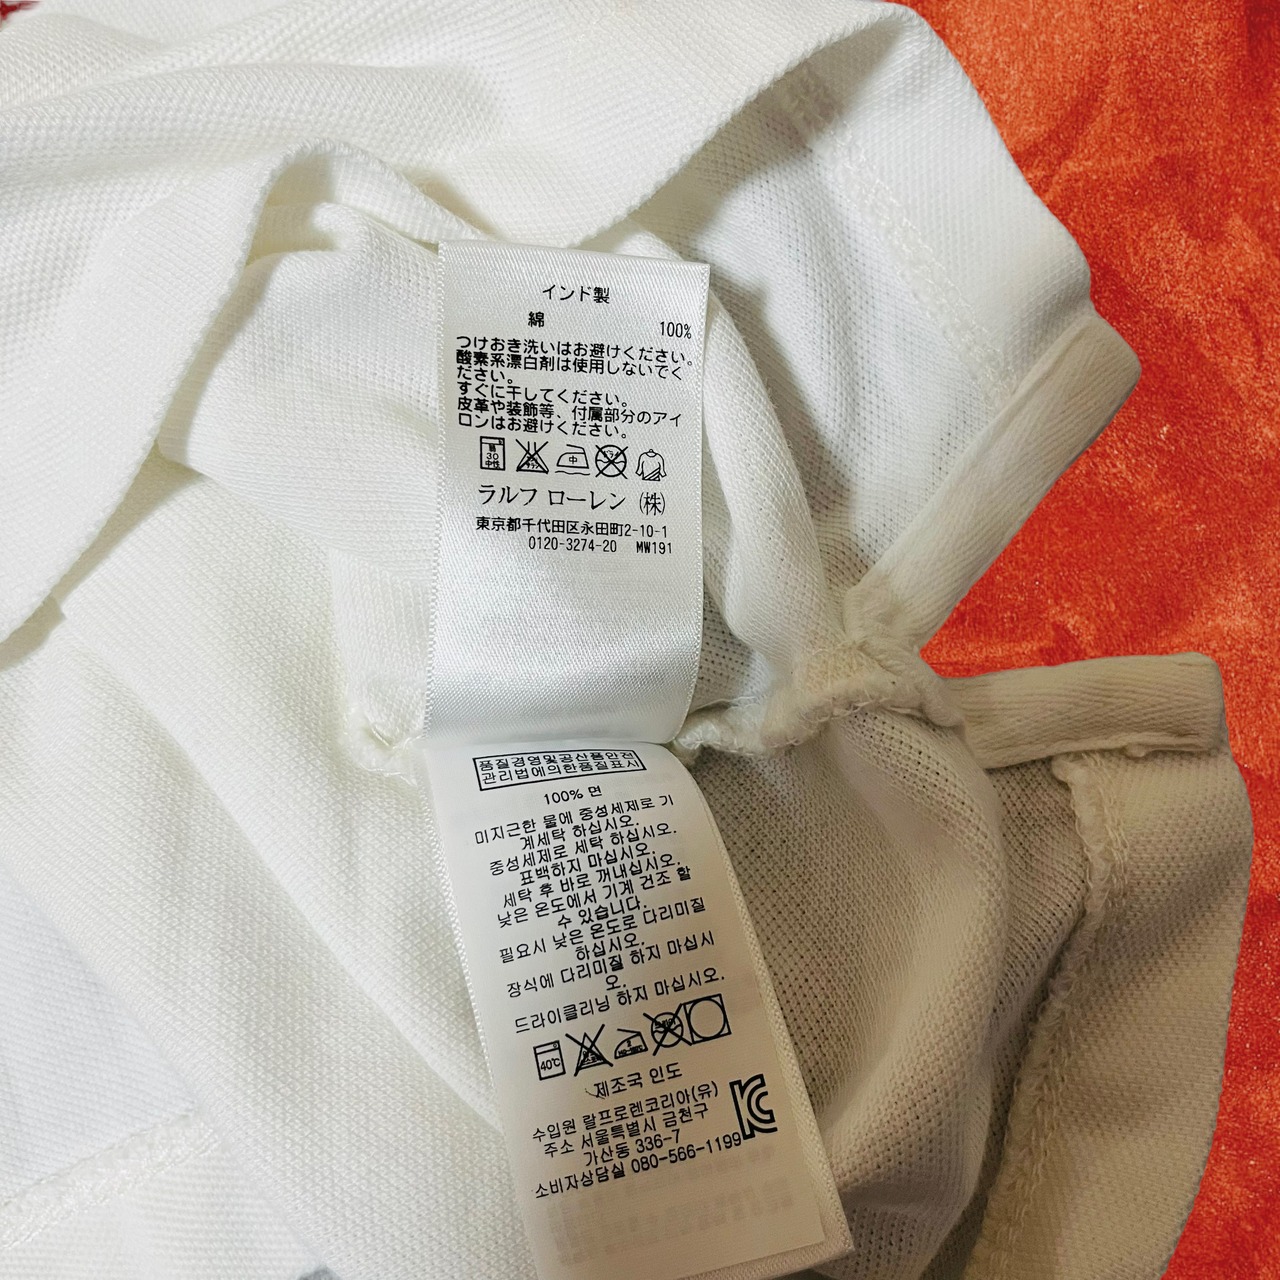 インド製
綿 100%
つけおき洗いはお避けください。
酸素系漂白剤は使用しないでく
ださい。
すぐに干してください。
皮革や装飾等、付属部分のアイ
ロンはお避けください。
弱
30
中性
中
ラルフ ローレン (株)
東京都千代田区永田町2-10-1
0120-3274-20 MW191
품질경영및공산품안전
관리법에의한품질표시
100% 면
미지근한 물에 중성세제로 기
계세탁 하십시오.
중성세제로 세탁 하십시오.
표백하지 마십시오.
세탁 후 바로 꺼내십시오.
낮은 온도에서 기계 건조 할
수 있습니다.
필요시 낮은 온도로 다리미질
하십시오.
장식에 다리미질 하지 마십시
오.
드라이클리닝 하지 마십시오.
40℃
제조국 인도
수입원 랄프로렌코리아(유)
주소 서울특별시 금천구
가산동 336-7
소비자상담실 080-566-1199